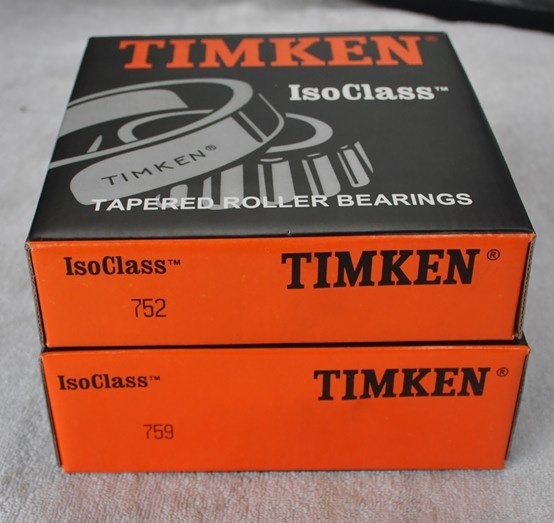 TIMKEN®
IsoClass™
TIMKEN®
TAPERED ROLLER BEARINGS
IsoClass™ TIMKEN®
752
IsoClass™ TIMKEN®
759